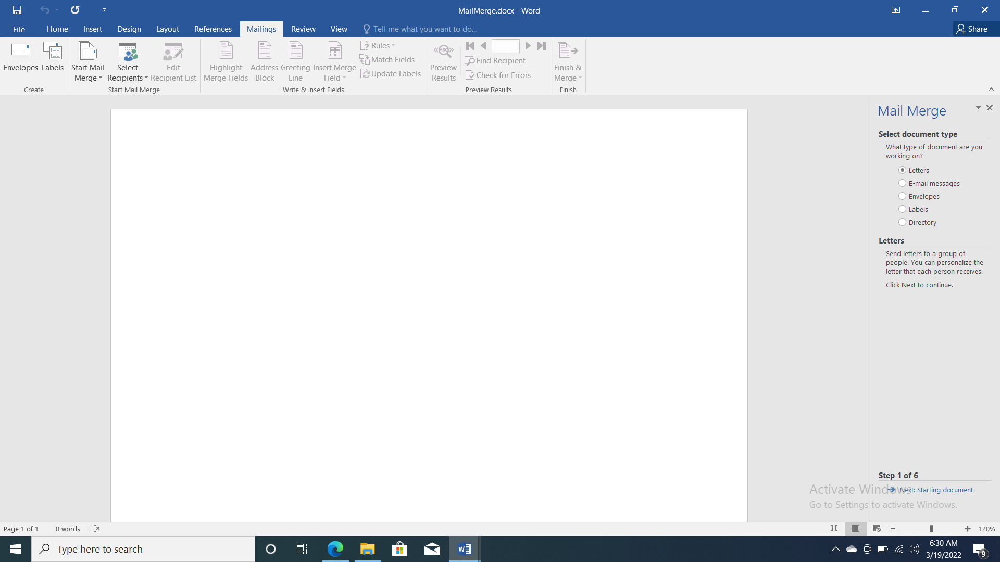 MailMerge.docx - Word
File Home Insert Design Layout References Mailings Review View Tell me what you want to do... Share
Envelopes Labels
Create
Start Mail Merge
Select Recipients
Edit Recipient List
Start Mail Merge
Highlight Merge Fields
Address Block
Greeting Line
Insert Merge Field
Rules
Match Fields
Update Labels
Write & Insert Fields
ABC
Preview Results
Find Recipient
Check for Errors
Preview Results
Finish & Merge
Finish
Mail Merge
Select document type
What type of document are you
working on?
Letters
E-mail messages
Envelopes
Labels
Directory
Letters
Send letters to a group of
people. You can personalize the
letter that each person receives.
Click Next to continue.
Step 1 of 6
Next: Starting document
Activate Windows
Go to Settings to activate Windows.
Page 1 of 1 0 words 120%
Type here to search
W
6:30 AM
3/19/2022
9